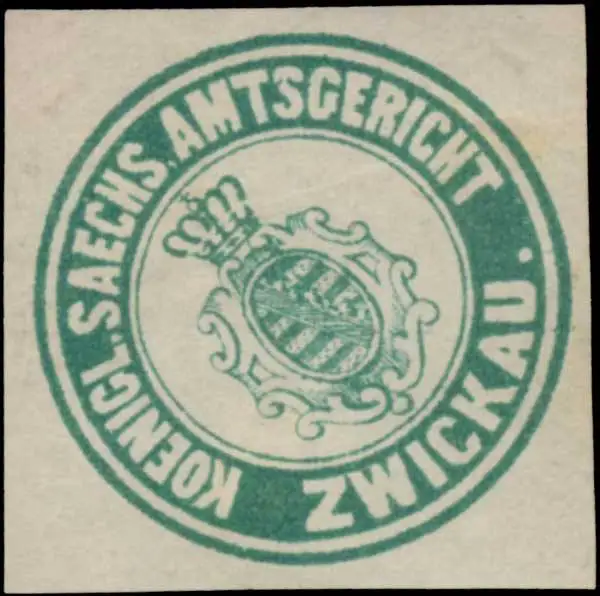 KOENIGL. SAECHS. AMTSGERICHT
ZWICKAU.